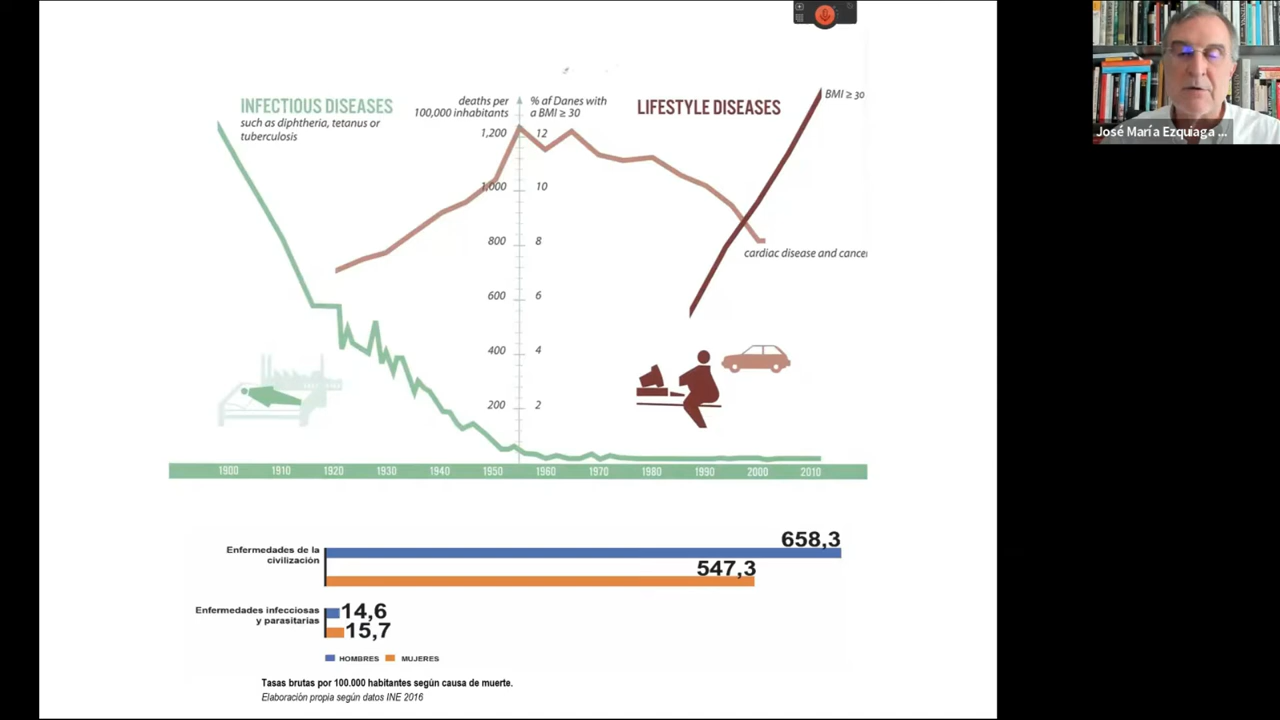 INFECTIOUS DISEASES
such as diphtheria, tetanus or
tuberculosis
deaths per
100,000 inhabitants
% af Danes with
a BMI ≥ 30
LIFESTYLE DISEASES
BMI ≥ 30
José María Ezquiaga ...
1,200
12
1,000
10
800
8
cardiac disease and cancer
600
6
400
4
200
2
1900 1910 1920 1930 1940 1950 1960 1970 1980 1990 2000 2010
Enfermedades de la
civilización
658,3
547,3
Enfermedades infecciosas
y parasitarias
14,6
15,7
HOMBRES MUJERES
Tasas brutas por 100.000 habitantes según causa de muerte.
Elaboración propia según datos INE 2016